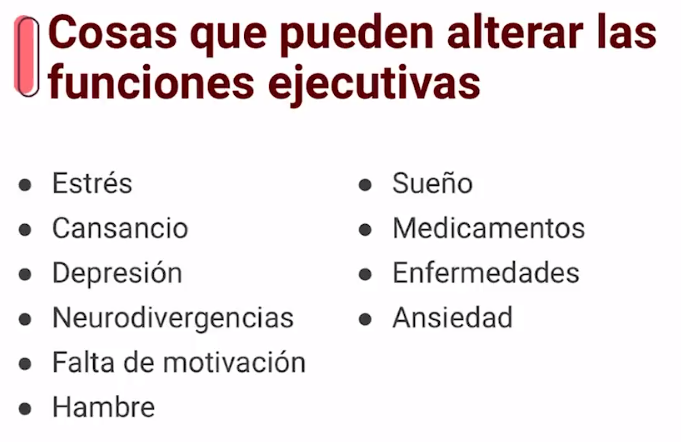 Cosas que pueden alterar las
funciones ejecutivas
● Estrés
● Cansancio
● Depresión
● Neurodivergencias
● Falta de motivación
● Hambre
● Sueño
● Medicamentos
● Enfermedades
● Ansiedad